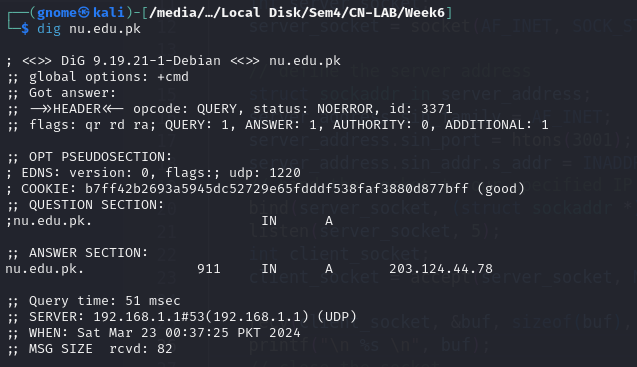 ┌──(gnome㉿kali)-[/media/…/Local Disk/Sem4/CN-LAB/Week6]
└─$ dig nu.edu.pk

; <<>> DiG 9.19.21-1-Debian <<>> nu.edu.pk
;; global options: +cmd
;; Got answer:
;; ->>HEADER<<- opcode: QUERY, status: NOERROR, id: 3371
;; flags: qr rd ra; QUERY: 1, ANSWER: 1, AUTHORITY: 0, ADDITIONAL: 1

;; OPT PSEUDOSECTION:
; EDNS: version: 0, flags:; udp: 1220
; COOKIE: b7ff42b2693a5945dc52729e65fdddf538faf3880d877bff (good)
;; QUESTION SECTION:
;nu.edu.pk. IN A

;; ANSWER SECTION:
nu.edu.pk. 911 IN A 203.124.44.78

;; Query time: 51 msec
;; SERVER: 192.168.1.1#53(192.168.1.1) (UDP)
;; WHEN: Sat Mar 23 00:37:25 PKT 2024
;; MSG SIZE rcvd: 82